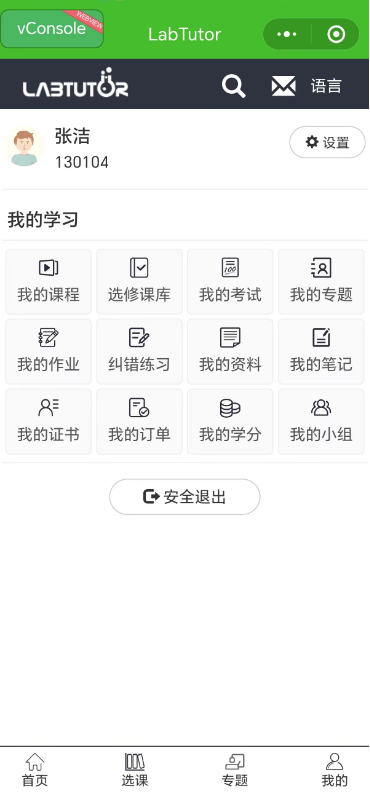 vConsole
WEBVIEW
LabTutor
LABTUTOR
语言
张洁
设置
130104
我的学习
我的课程 选修课库 我的考试 我的专题
我的作业 纠错练习 我的资料 我的笔记
我的证书 我的订单 我的学分 我的小组
安全退出
首页 选课 专题 我的